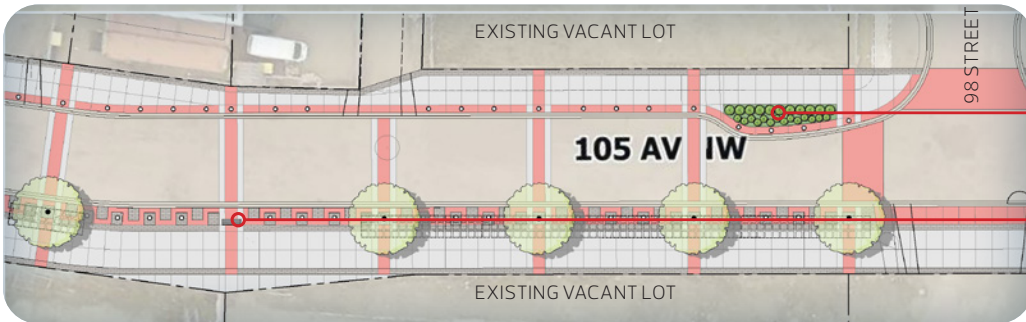 EXISTING VACANT LOT
98 STREET
105 AV NW
EXISTING VACANT LOT